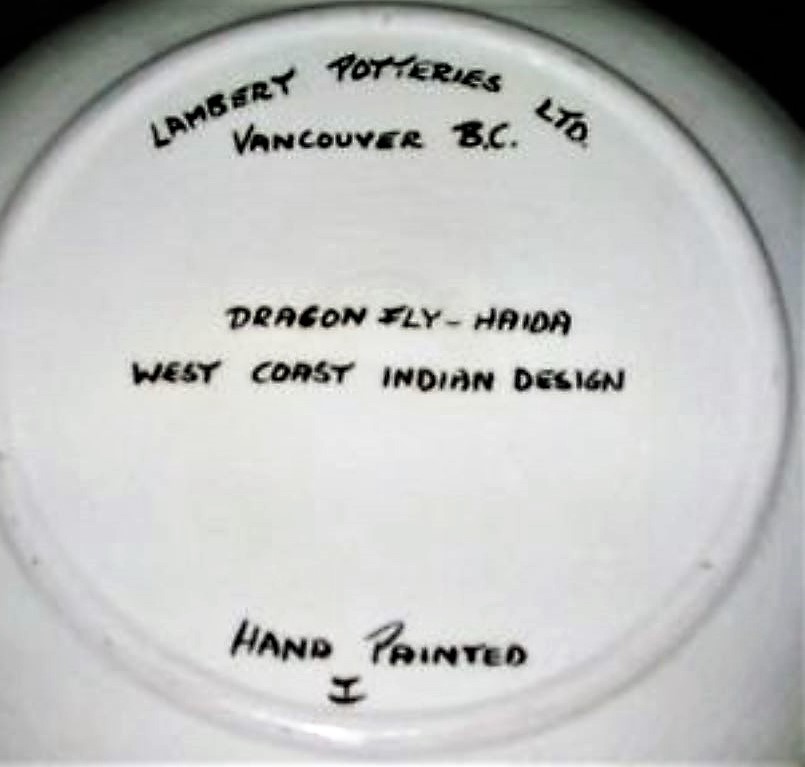 LAMBERT POTTERIES LTD.
VANCOUVER B.C.
DRAGON FLY - HAIDA
WEST COAST INDIAN DESIGN
HAND PAINTED
I